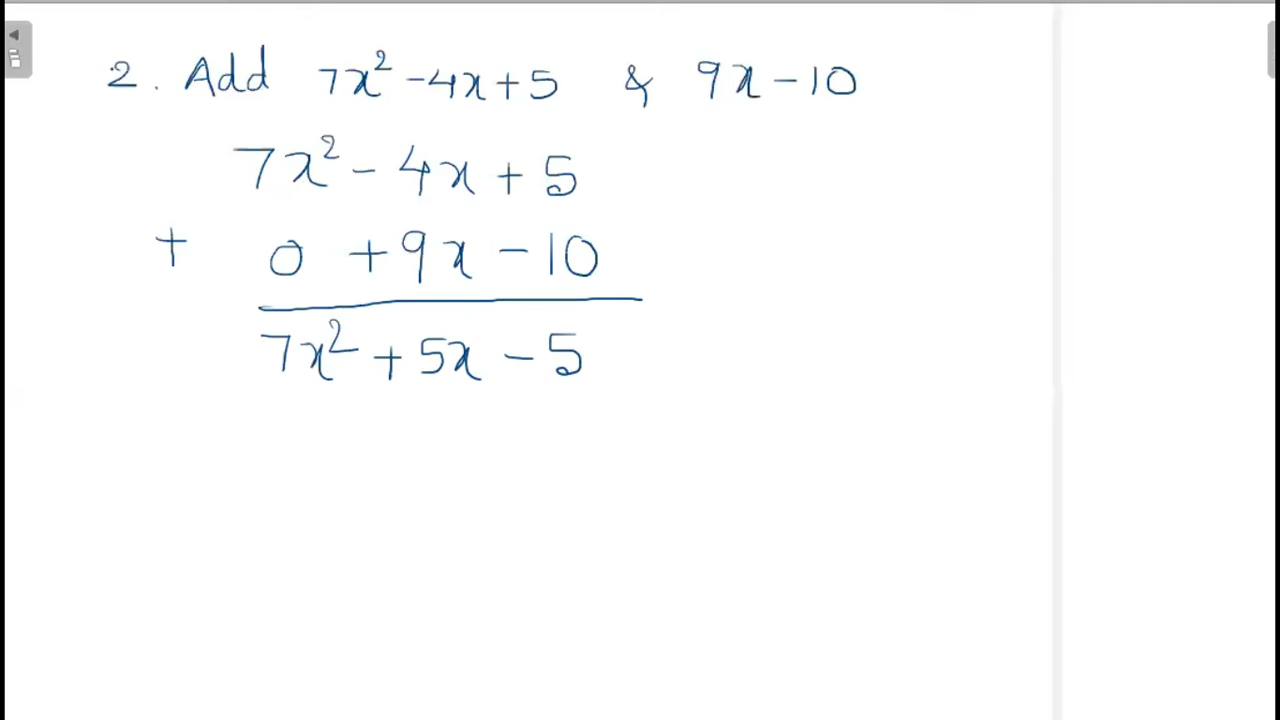 2. Add 7x² -4x+5 & 9x-10
7x² - 4x + 5
+ 0 +9x - 10
7x² + 5x - 5